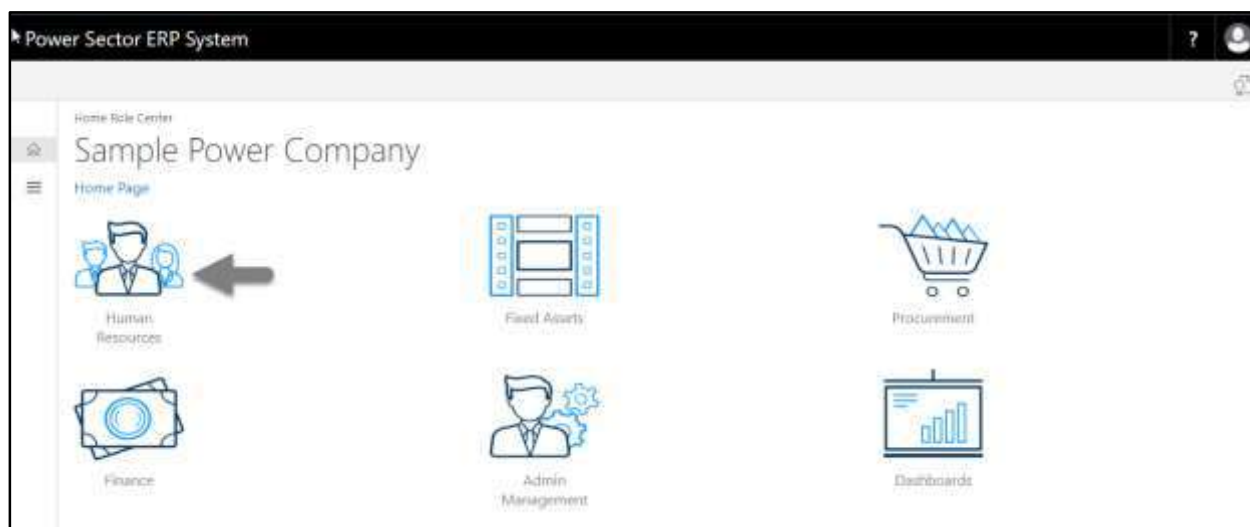 Power Sector ERP System
?
Home Role Center
Sample Power Company
Home Page
Human
Resources
Fixed Assets
Procurement
Finance
Admin
Management
Dashboards